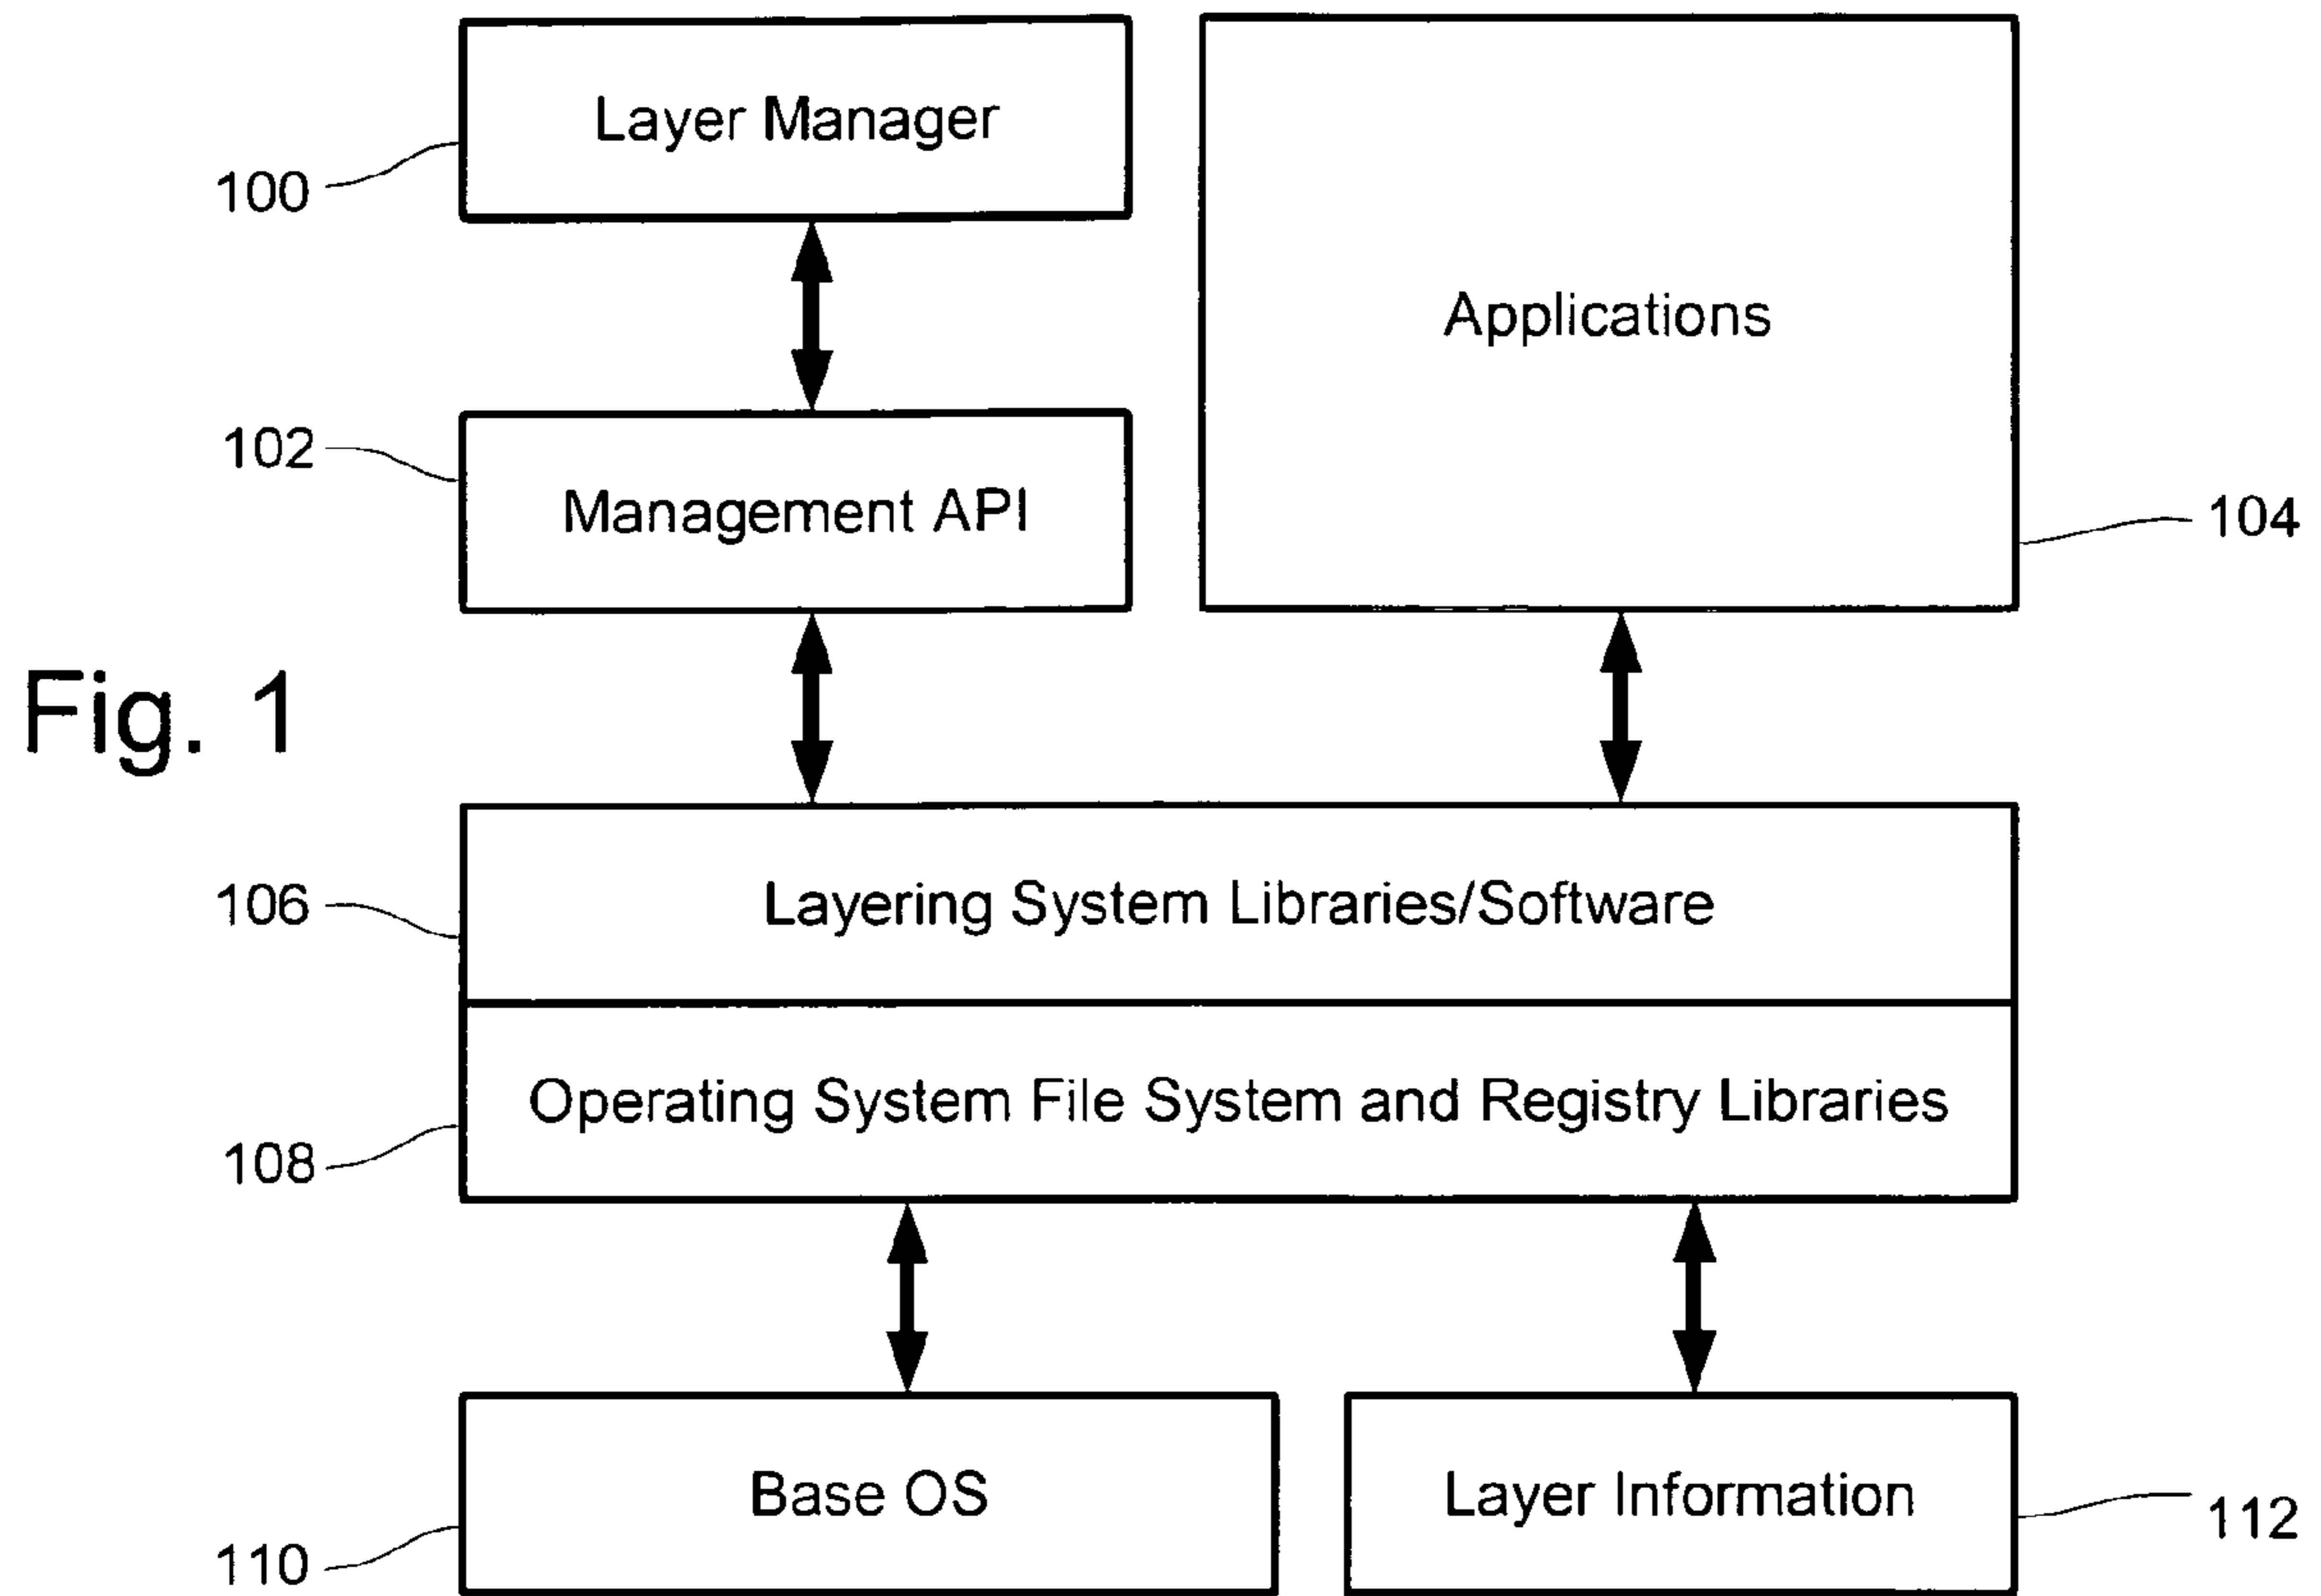 Layer Manager
100
Applications
102
Management API
104
Fig. 1
106
Layering System Libraries/Software
Operating System File System and Registry Libraries
108
Base OS
Layer Information
110
112